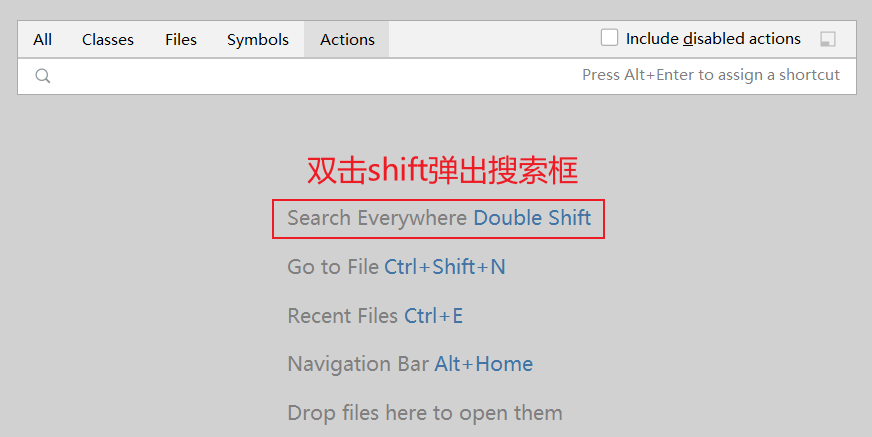 All Classes Files Symbols Actions Include disabled actions
Press Alt+Enter to assign a shortcut
双击shift弹出搜索框
Search Everywhere Double Shift
Go to File Ctrl+Shift+N
Recent Files Ctrl+E
Navigation Bar Alt+Home
Drop files here to open them